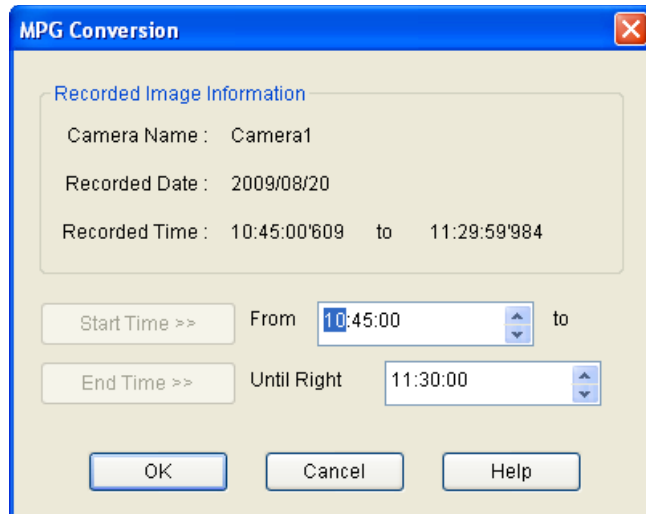 MPG Conversion
Recorded Image Information
Camera Name : Camera1
Recorded Date : 2009/08/20
Recorded Time : 10:45:00'609 to 11:29:59'984
Start Time >> From 10:45:00 to
End Time >> Until Right 11:30:00
OK Cancel Help